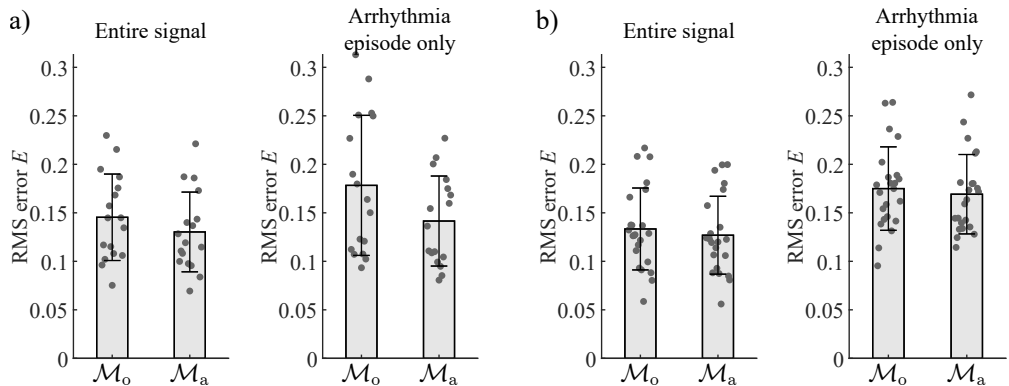 a)
Entire signal
RMS error E
0.3
0.25
0.2
0.15
0.1
0.05
0
ℳo
ℳa
Arrhythmia
episode only
RMS error E
0.3
0.25
0.2
0.15
0.1
0.05
0
ℳo
ℳa
b)
Entire signal
RMS error E
0.3
0.25
0.2
0.15
0.1
0.05
0
ℳo
ℳa
Arrhythmia
episode only
RMS error E
0.3
0.25
0.2
0.15
0.1
0.05
0
ℳo
ℳa